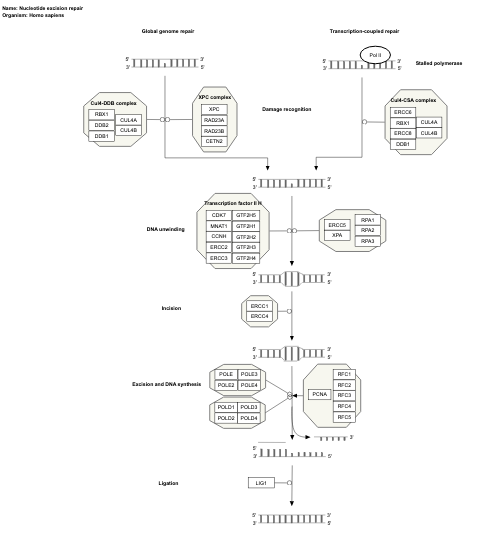 Name: Nucleotide excision repair
Organism: Homo sapiens
Global genome repair
Transcription-coupled repair
Pol II
5' 3'
3' 5'
5' 3'
3' 5'
Stalled polymerase
Cul4-DDB complex
RBX1
DDB2
DDB1
CUL4A
CUL4B
XPC complex
XPC
RAD23A
RAD23B
CETN2
Damage recognition
Cul4-CSA complex
ERCC6
RBX1
ERCC8
DDB1
CUL4A
CUL4B
5' 3'
3' 5'
DNA unwinding
Transcription factor II H
CDK7 GTF2H5
MNAT1 GTF2H1
CCNH GTF2H2
ERCC2 GTF2H3
ERCC3 GTF2H4
ERCC5
XPA
RPA1
RPA2
RPA3
5' 3'
3' 5'
Incision
ERCC1
ERCC4
5' 3'
3' 5'
Excision and DNA synthesis
POLE POLE3
POLE2 POLE4
POLD1 POLD3
POLD2 POLD4
PCNA
RFC1
RFC2
RFC3
RFC4
RFC5
3'
5' 3'
3' 5'
Ligation
LIG1
5' 3'
3' 5'